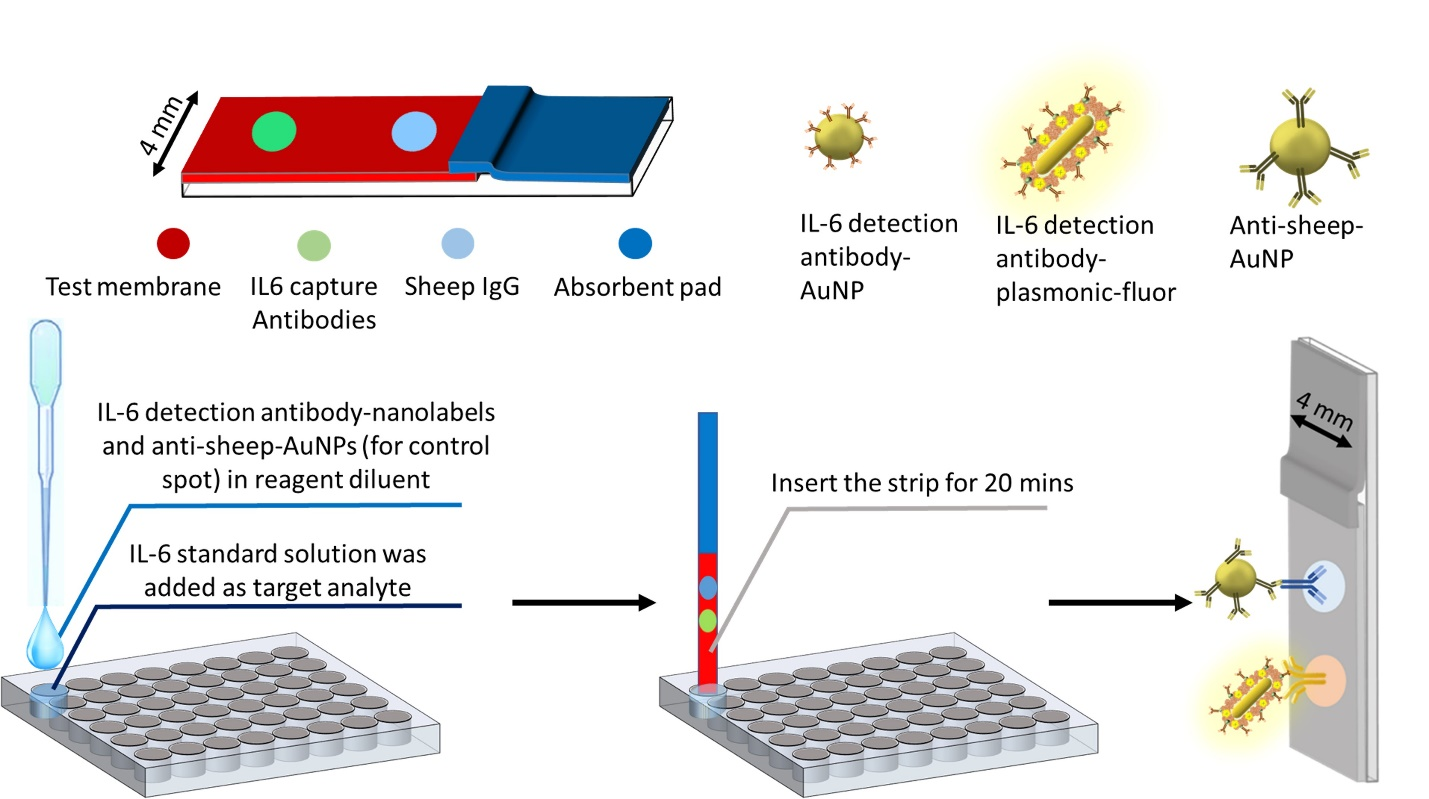 4 mm
Test membrane
IL6 capture
Antibodies
Sheep IgG
Absorbent pad
IL-6 detection
antibody-
AuNP
IL-6 detection
antibody-
plasmonic-fluor
Anti-sheep-
AuNP
IL-6 detection antibody-nanolabels
and anti-sheep-AuNPs (for control
spot) in reagent diluent
IL-6 standard solution was
added as target analyte
Insert the strip for 20 mins
4 mm